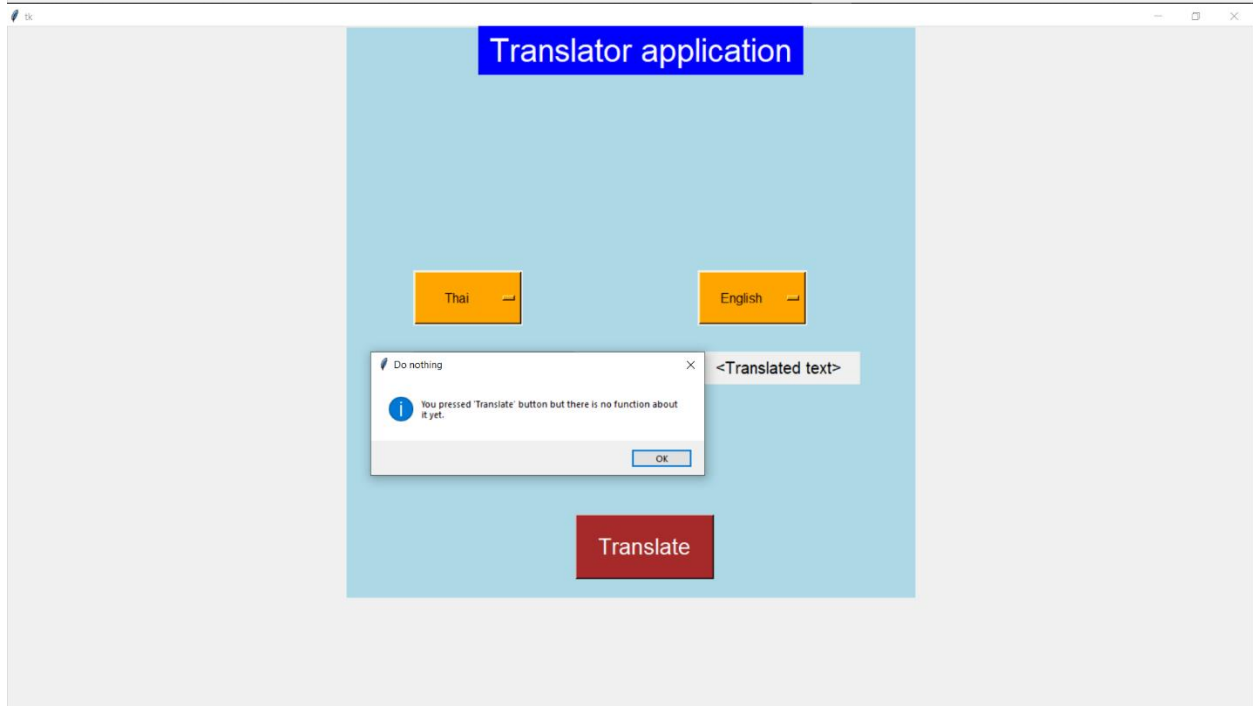 tk
Translator application
Thai
English
Do nothing
<Translated text>
You pressed 'Translate' button but there is no function about
it yet.
OK
Translate